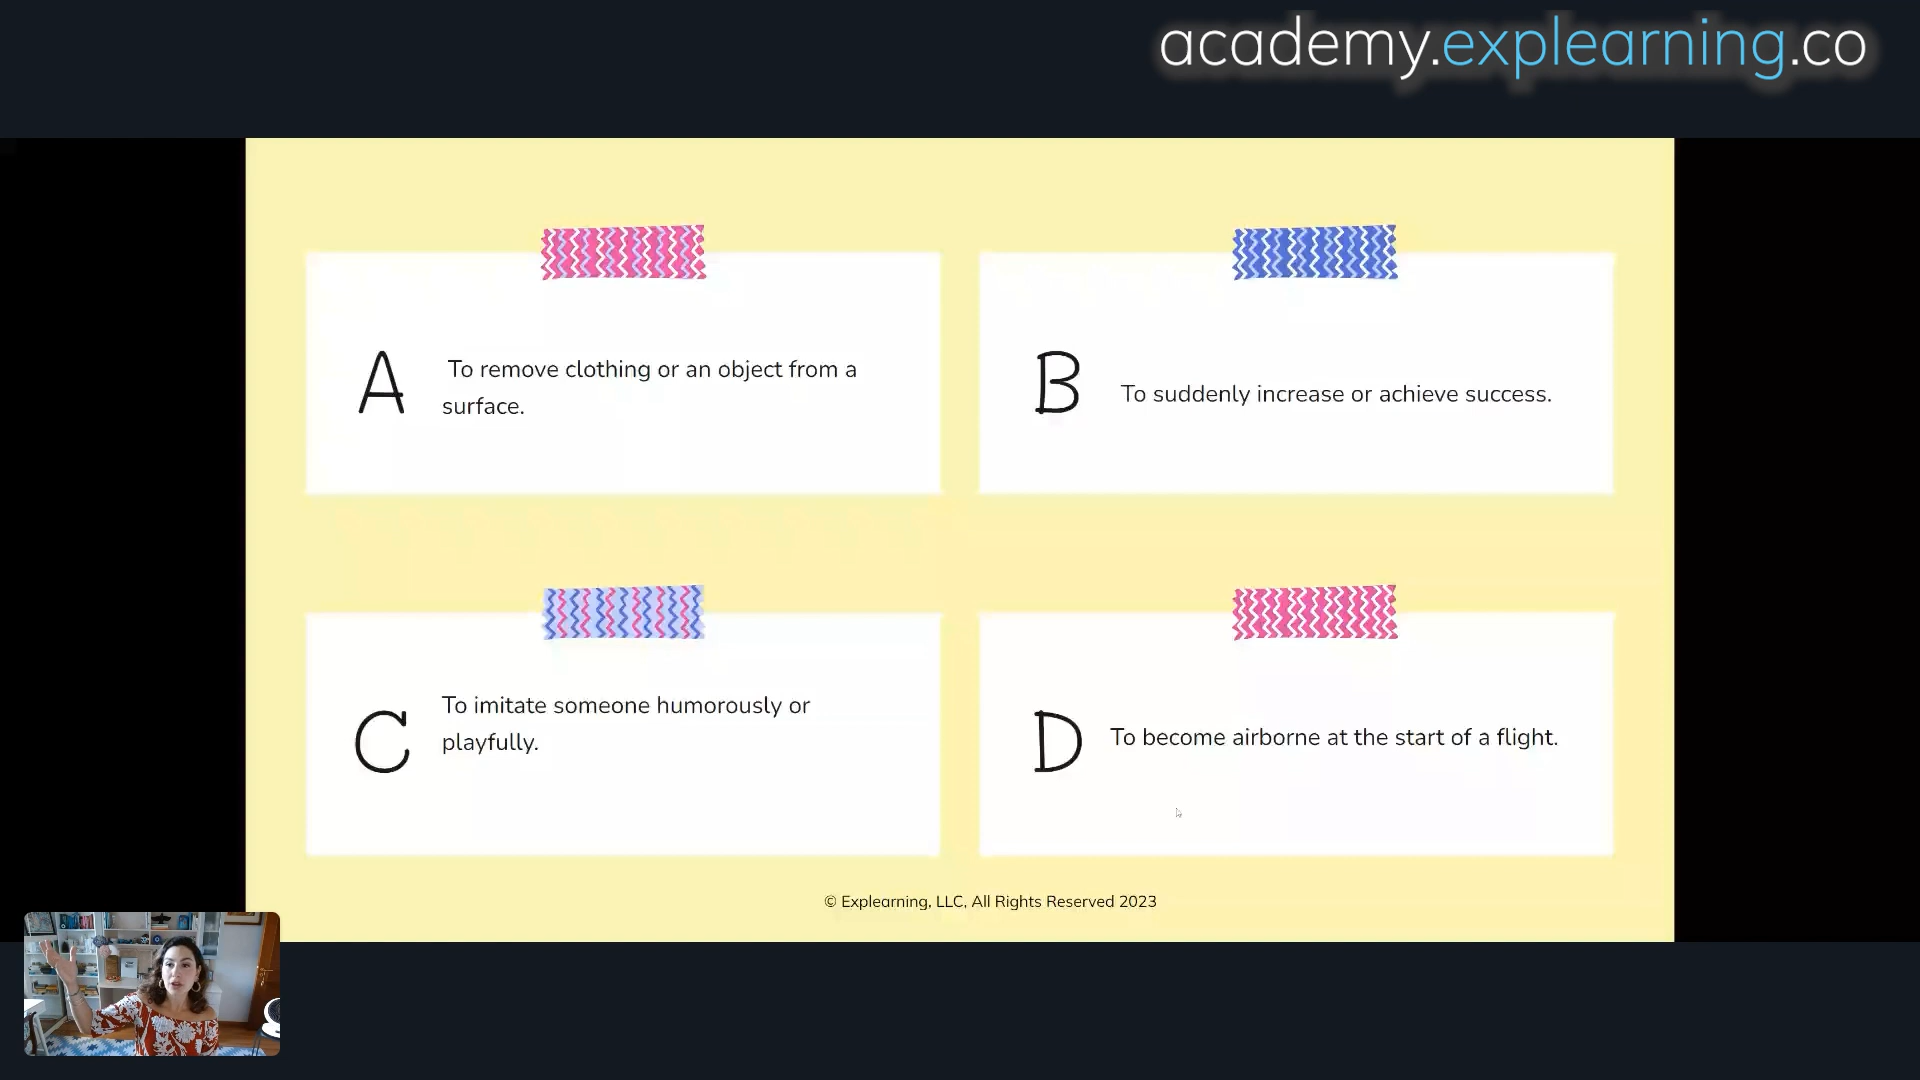 academy.explearning.co
A
To remove clothing or an object from a
surface.
B
To suddenly increase or achieve success.
C
To imitate someone humorously or
playfully.
D
To become airborne at the start of a flight.
© Explearning, LLC, All Rights Reserved 2023